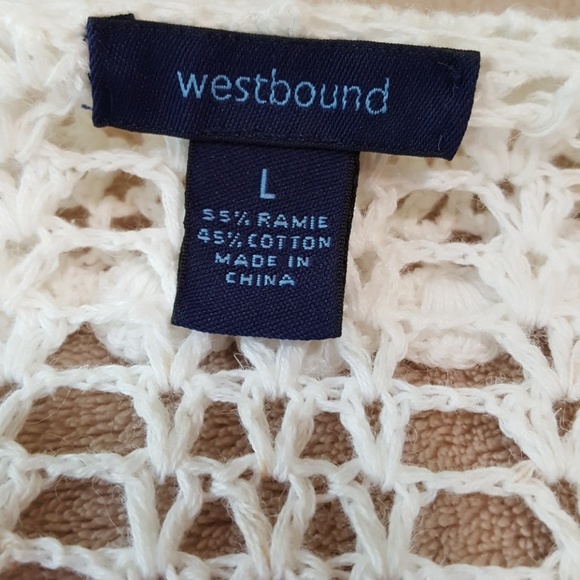 westbound
L
55% RAMIE
45% COTTON
MADE IN
CHINA